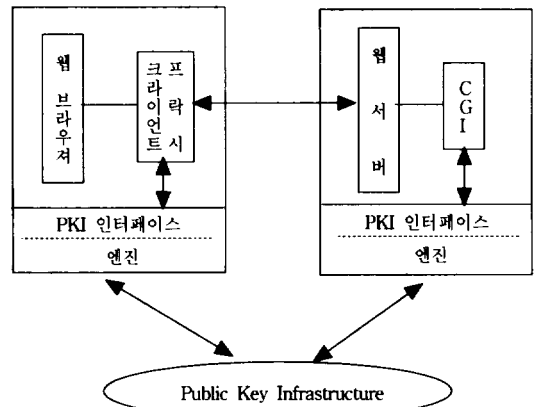 웹 브라우져
크라이언트
프락시
웹 서버
CGI
PKI 인터페이스
엔진
PKI 인터페이스
엔진
Public Key Infrastructure